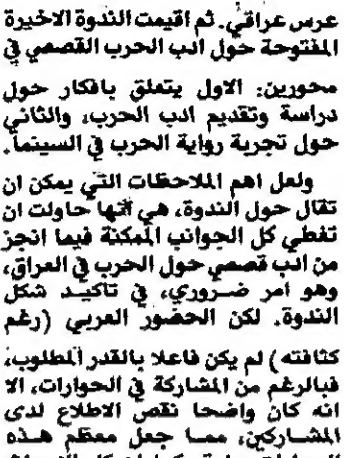 عرس عراقي. ثم اقيمت الندوة الاخيرة
المفتوحة حول ادب الحرب القصصي في
محورين: الاول يتعلق بافكار حول
دراسة وتقديم ادب الحرب، والثاني
حول تجربة رواية الحرب في السينما.
ولعل اهم الملاحظات التي يمكن ان
تقال حول الندوة، هي انها حاولت ان
تغطي كل الجوانب الممكنة فيما انجز
من ادب قصصي حول الحرب في العراق،
وهو امر ضروري، في تاكيد شكل
الندوة. لكن الحضور العربي (رغم
كثافته) لم يكن فاعلا بالقدر المطلوب،
فبالرغم من المشاركة في الحوارات، الا
انه كان واضحا نقص الاطلاع لدى
المشاركين، مما جعل معظم هذه